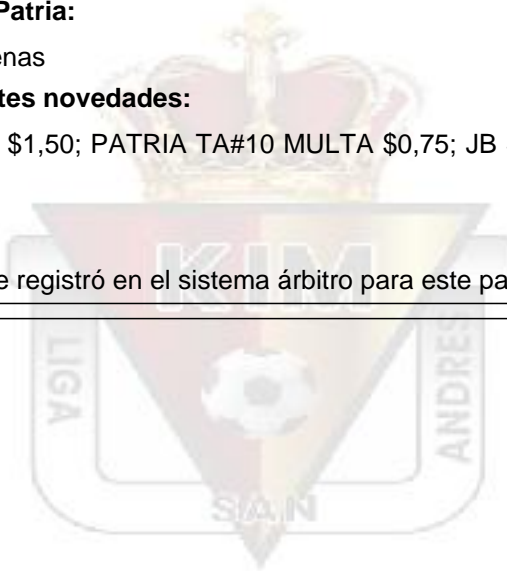 Patria:
enas
tes novedades:
$1,50; PATRIA TA#10 MULTA $0,75; JB
e registró en el sistema árbitro para este pa
KIM
LIGA
ANDRES
SAN